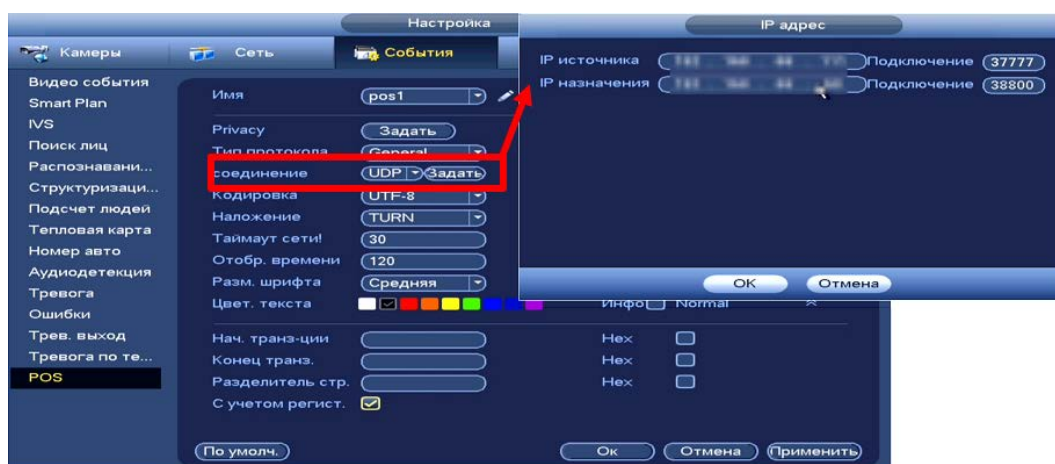 Настройка
Камеры
Сеть
События
Видео события
Smart Plan
IVS
Поиск лиц
Распознавани...
Структуризаци...
Подсчет людей
Тепловая карта
Номер авто
Аудиодетекция
Тревога
Ошибки
Трев. выход
Тревога по те...
POS
Имя pos1
Privacy Задать
Тип протокола General
соединение UDP Задать
Кодировка UTF-8
Наложение TURN
Таймаут сети! 30
Отобр. времени 120
Разм. шрифта Средняя
Цвет. текста Инфо Normal
Нач. транз-ции Hex
Конец транз. Hex
Разделитель стр. Hex
С учетом регист.
По умолч. Ок Отмена Применить
IP адрес
IP источника Подключение 37777
IP назначения Подключение 38800
OK Отмена